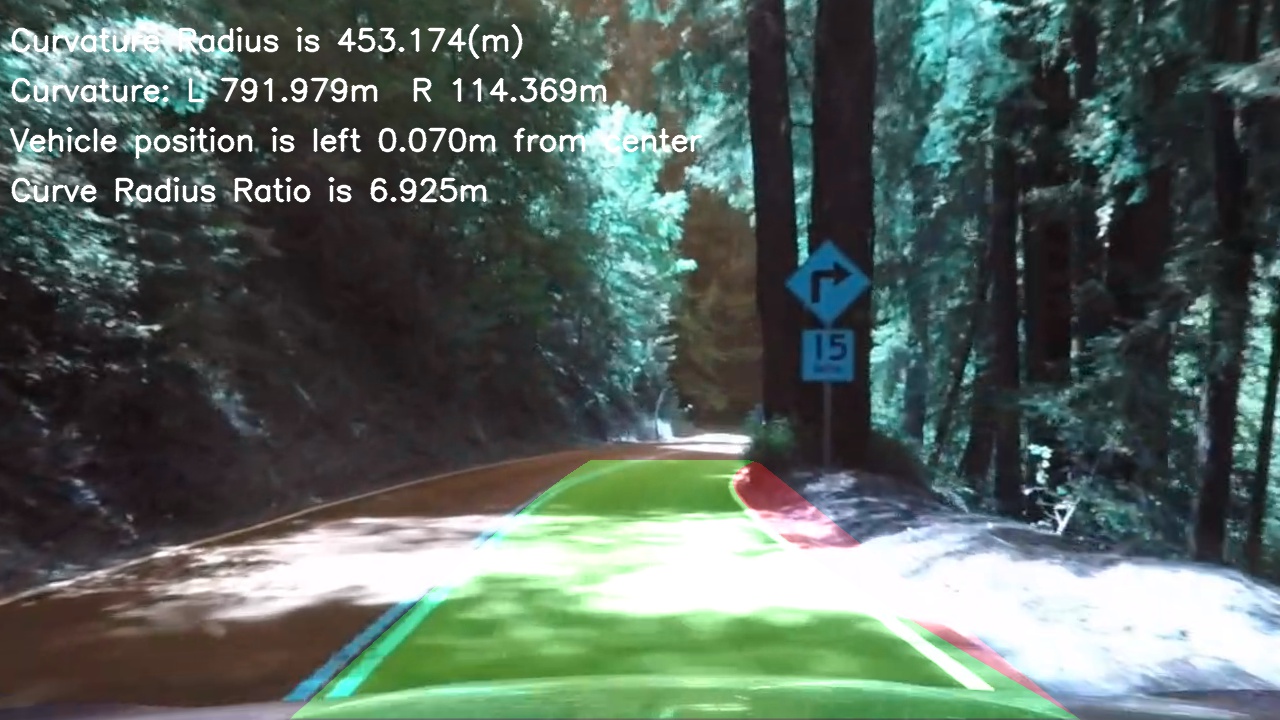 Curvature Radius is 453.174(m)
Curvature: L 791.979m R 114.369m
Vehicle position is left 0.070m from center
Curve Radius Ratio is 6.925m
15